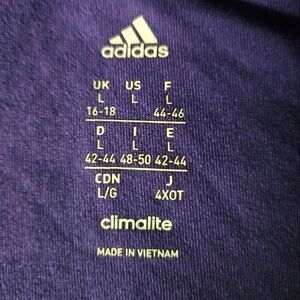 adidas
UK US F
L L L
16-18 44-46
D I E
L L L
42-44 48-50 42-44
CDN J
L/G 4XOT
climalite
MADE IN VIETNAM